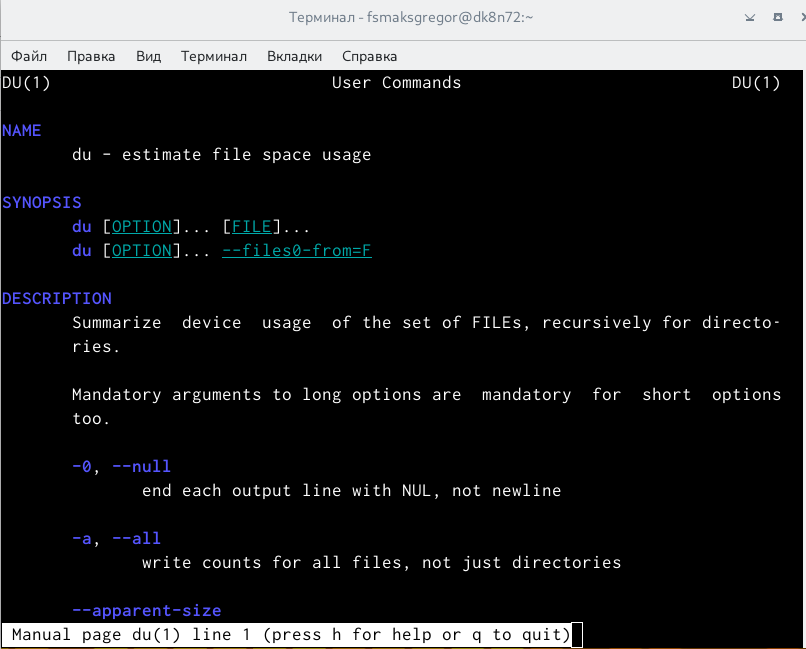 Терминал - fsmaksgregor@dk8n72:~
Файл Правка Вид Терминал Вкладки Справка
DU(1) User Commands DU(1)
NAME
du - estimate file space usage
SYNOPSIS
du [OPTION]... [FILE]...
du [OPTION]... --files0-from=F
DESCRIPTION
Summarize device usage of the set of FILEs, recursively for directo-
ries.
Mandatory arguments to long options are mandatory for short options
too.
-0, --null
end each output line with NUL, not newline
-a, --all
write counts for all files, not just directories
--apparent-size
Manual page du(1) line 1 (press h for help or q to quit)